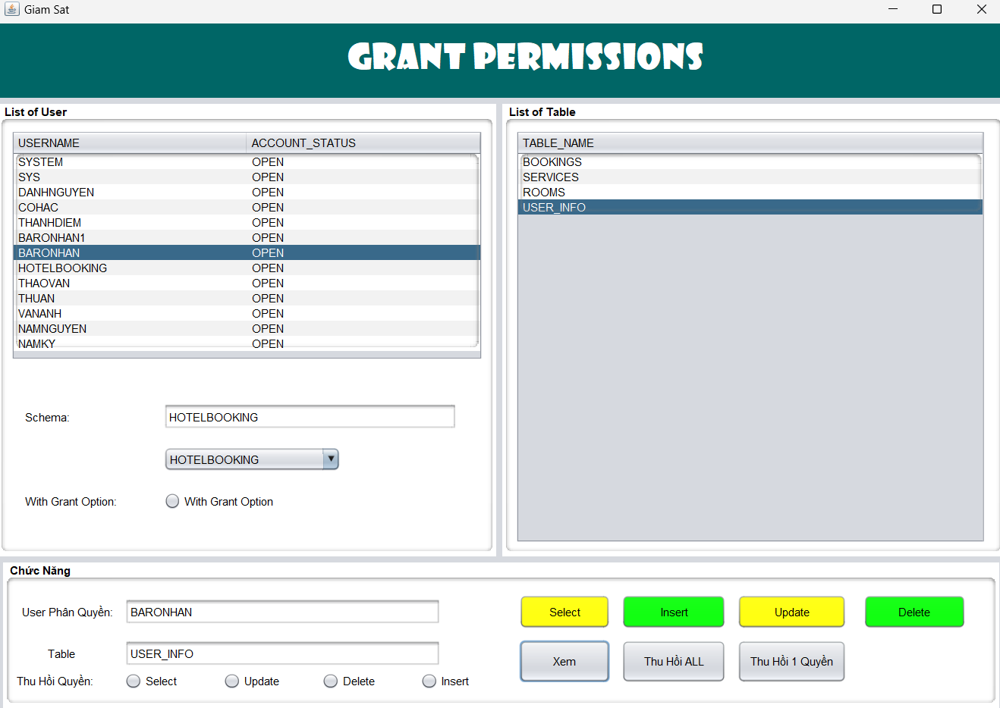 Giam Sat
GRANT PERMISSIONS
List of User
USERNAME ACCOUNT_STATUS
SYSTEM OPEN
SYS OPEN
DANHNGUYEN OPEN
COHAC OPEN
THANHDIEM OPEN
BARONHAN1 OPEN
BARONHAN OPEN
HOTELBOOKING OPEN
THAOVAN OPEN
THUAN OPEN
VANANH OPEN
NAMNGUYEN OPEN
NAMKY OPEN
Schema: HOTELBOOKING
HOTELBOOKING
With Grant Option: With Grant Option
List of Table
TABLE_NAME
BOOKINGS
SERVICES
ROOMS
USER_INFO
Chức Năng
User Phân Quyền: BARONHAN
Table USER_INFO
Thu Hồi Quyền: Select Update Delete Insert
Select Insert Update Delete
Xem Thu Hồi ALL Thu Hồi 1 Quyền